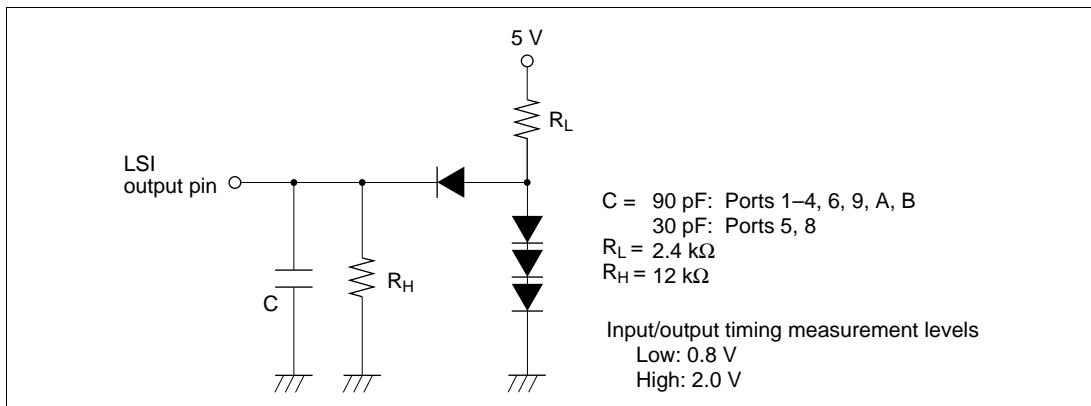 5 V
R_L
LSI
output pin
C
R_H
C = 90 pF: Ports 1–4, 6, 9, A, B
30 pF: Ports 5, 8
R_L = 2.4 kΩ
R_H = 12 kΩ
Input/output timing measurement levels
Low: 0.8 V
High: 2.0 V